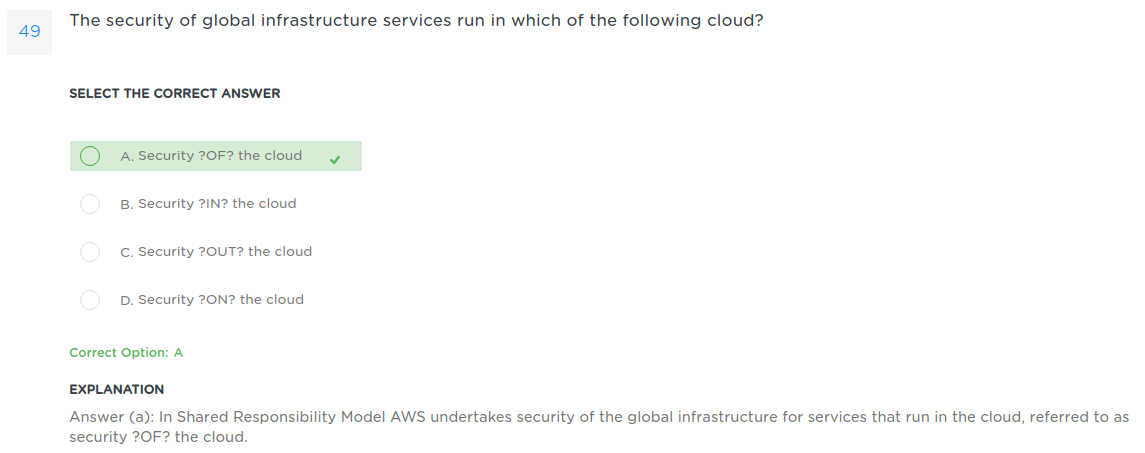 49
The security of global infrastructure services run in which of the following cloud?
SELECT THE CORRECT ANSWER
A. Security ?OF? the cloud
B. Security ?IN? the cloud
C. Security ?OUT? the cloud
D. Security ?ON? the cloud
Correct Option: A
EXPLANATION
Answer (a): In Shared Responsibility Model AWS undertakes security of the global infrastructure for services that run in the cloud, referred to as
security ?OF? the cloud.